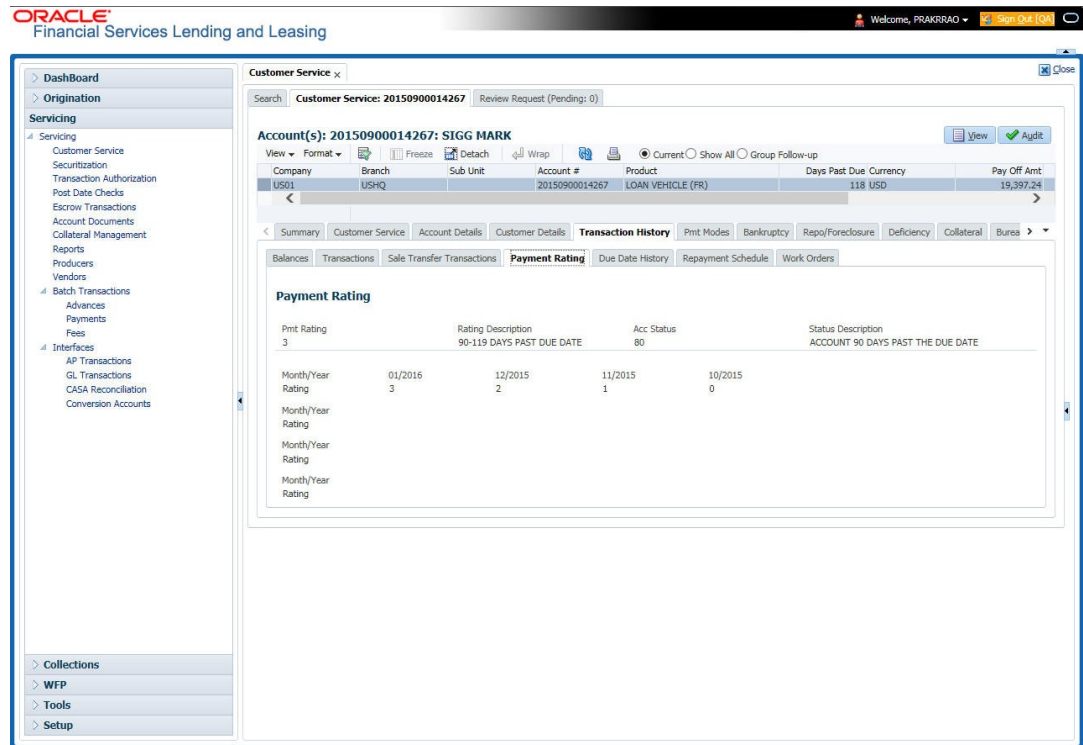 ORACLE
Financial Services Lending and Leasing
Welcome, PRAKRRAO
Sign Out [QA]
DashBoard
Origination
Servicing
Servicing
Customer Service
Securitization
Transaction Authorization
Post Date Checks
Escrow Transactions
Account Documents
Collateral Management
Reports
Producers
Vendors
Batch Transactions
Advances
Payments
Fees
Interfaces
AP Transactions
GL Transactions
CASA Reconciliation
Conversion Accounts
Collections
WFP
Tools
Setup
Customer Service x
Close
Search Customer Service: 20150900014267 Review Request (Pending: 0)
Account(s): 20150900014267: SIGG MARK
View Audit
View Format Freeze Detach Wrap Current Show All Group Follow-up
Company Branch Sub Unit Account # Product Days Past Due Currency Pay Off Amt
US01 USHQ 20150900014267 LOAN VEHICLE (FR) 118 USD 19,397.24
Summary Customer Service Account Details Customer Details Transaction History Pmt Modes Bankruptcy Repo/Foreclosure Deficiency Collateral Burea
Balances Transactions Sale Transfer Transactions Payment Rating Due Date History Repayment Schedule Work Orders
Payment Rating
Pmt Rating Rating Description Acc Status Status Description
3 90-119 DAYS PAST DUE DATE 80 ACCOUNT 90 DAYS PAST THE DUE DATE
Month/Year 01/2016 12/2015 11/2015 10/2015
Rating 3 2 1 0
Month/Year
Rating
Month/Year
Rating
Month/Year
Rating